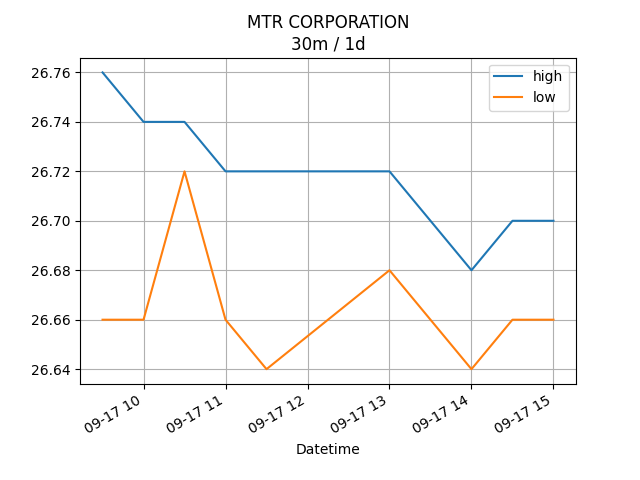 MTR CORPORATION
30m / 1d
high
low
26.76
26.74
26.72
26.70
26.68
26.66
26.64
09-17 10
09-17 11
09-17 12
09-17 13
09-17 14
09-17 15
Datetime